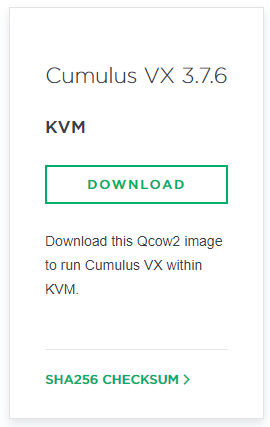 Cumulus VX 3.7.6
KVM
DOWNLOAD
Download this Qcow2 image
to run Cumulus VX within
KVM.
SHA256 CHECKSUM >